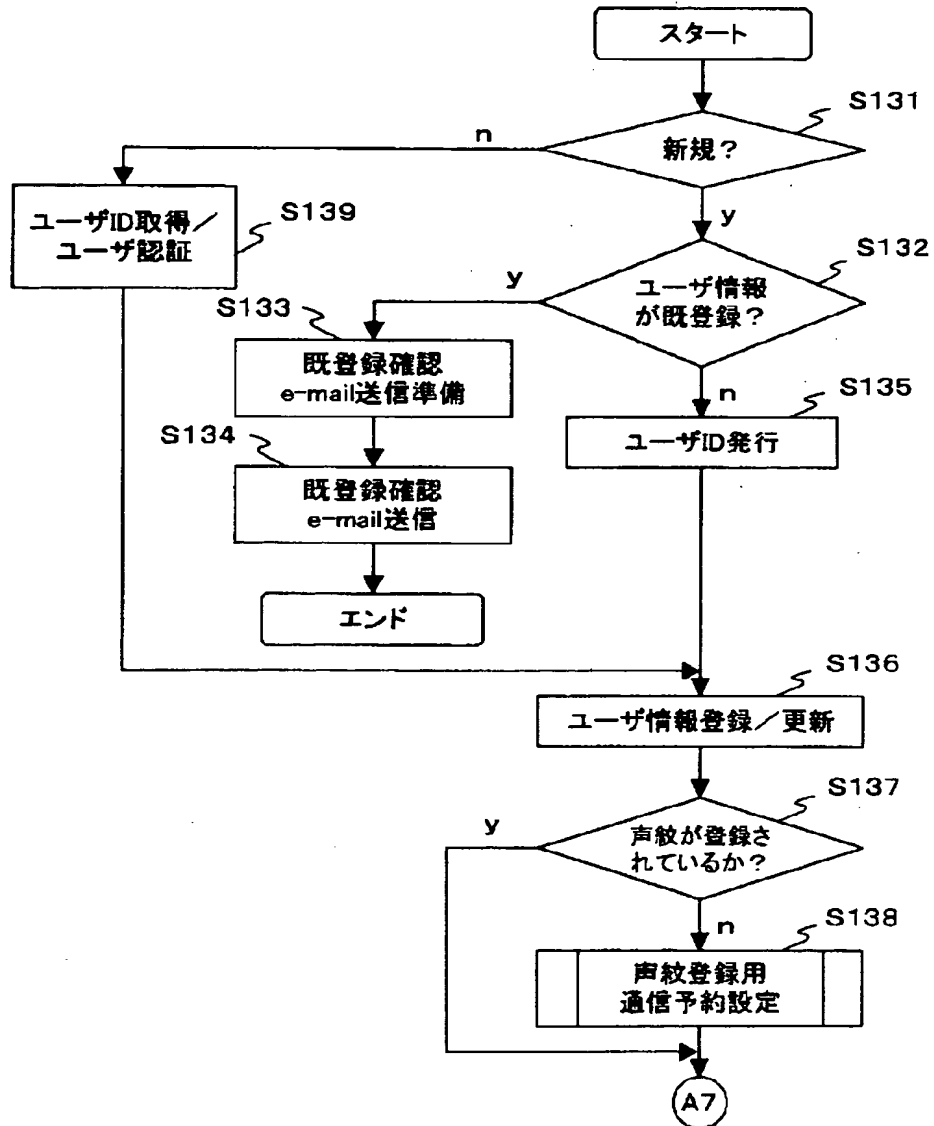 スタート
S131
新規?
n
y
ユーザID取得/
ユーザ認証
S139
S132
ユーザ情報
が既登録?
y
n
S133
既登録確認
e-mail送信準備
S135
ユーザID発行
S134
既登録確認
e-mail送信
エンド
S136
ユーザ情報登録/更新
S137
声紋が登録さ
れているか?
y
n
S138
声紋登録用
通信予約設定
A7